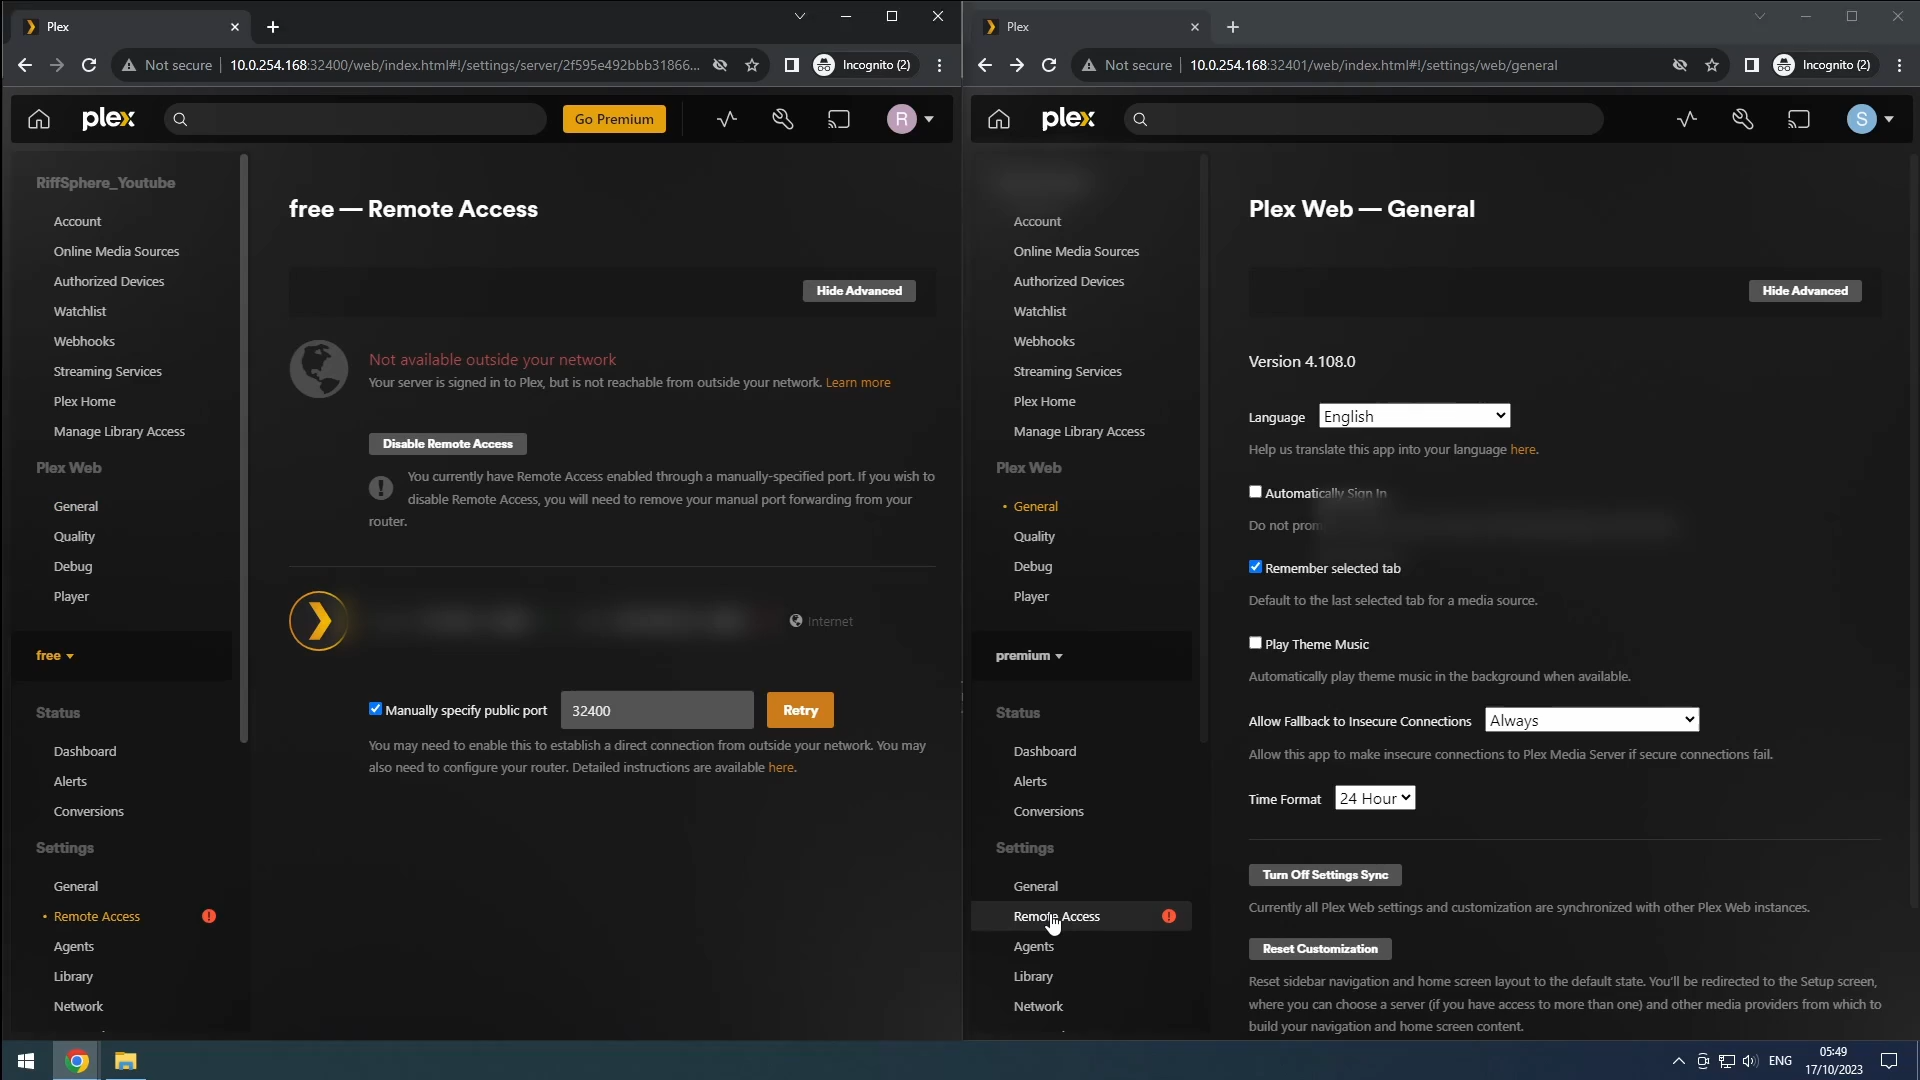 Plex
Not secure
10.0.254.168:32400/web/index.html#!/settings/server/2f595e492bbb31866...
Incognito (2)
plex
Go Premium
R
RiffSphere_Youtube
Account
Online Media Sources
Authorized Devices
Watchlist
Webhooks
Streaming Services
Plex Home
Manage Library Access
Plex Web
General
Quality
Debug
Player
free
Status
Dashboard
Alerts
Conversions
Settings
General
Remote Access
Agents
Library
Network
free — Remote Access
Hide Advanced
Not available outside your network
Your server is signed in to Plex, but is not reachable from outside your network. Learn more
Disable Remote Access
You currently have Remote Access enabled through a manually-specified port. If you wish to
disable Remote Access, you will need to remove your manual port forwarding from your
router.
Internet
Manually specify public port
32400
Retry
You may need to enable this to establish a direct connection from outside your network. You may
also need to configure your router. Detailed instructions are available here.
Plex
Not secure
10.0.254.168:32401/web/index.html#!/settings/web/general
Incognito (2)
plex
S
Account
Online Media Sources
Authorized Devices
Watchlist
Webhooks
Streaming Services
Plex Home
Manage Library Access
Plex Web
General
Quality
Debug
Player
premium
Status
Dashboard
Alerts
Conversions
Settings
General
Remote Access
Agents
Library
Network
Plex Web — General
Hide Advanced
Version 4.108.0
Language
English
Help us translate this app into your language here.
Automatically Sign In
Do not prom
Remember selected tab
Default to the last selected tab for a media source.
Play Theme Music
Automatically play theme music in the background when available.
Allow Fallback to Insecure Connections
Always
Allow this app to make insecure connections to Plex Media Server if secure connections fail.
Time Format
24 Hour
Turn Off Settings Sync
Currently all Plex Web settings and customization are synchronized with other Plex Web instances.
Reset Customization
Reset sidebar navigation and home screen layout to the default state. You'll be redirected to the Setup screen,
where you can choose a server (if you have access to more than one) and other media providers from which to
build your navigation and home screen content.
ENG
05:49
17/10/2023